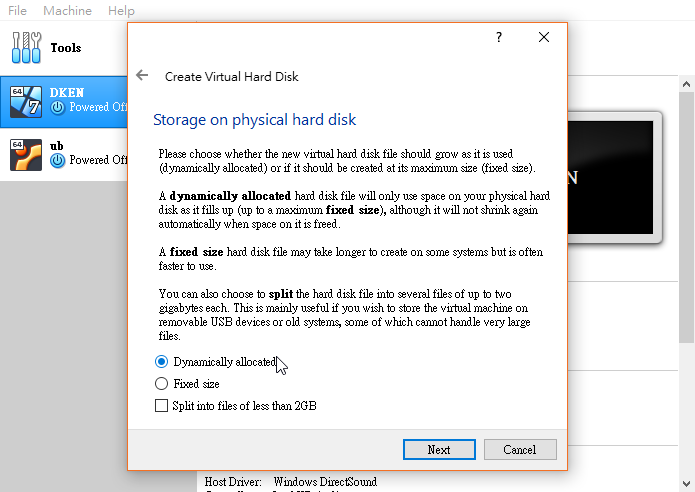 File Machine Help
?
Tools
Create Virtual Hard Disk
64
7
DKEN
Powered Off
Storage on physical hard disk
64
ub
Powered Off
Please choose whether the new virtual hard disk file should grow as it is used
(dynamically allocated) or if it should be created at its maximum size (fixed size).
N
A dynamically allocated hard disk file will only use space on your physical hard
disk as it fills up (up to a maximum fixed size), although it will not shrink again
automatically when space on it is freed.
A fixed size hard disk file may take longer to create on some systems but is often
faster to use.
You can also choose to split the hard disk file into several files of up to two
gigabytes each. This is mainly useful if you wish to store the virtual machine on
removable USB devices or old systems, some of which cannot handle very large
files.
Dynamically allocated
Fixed size
Split into files of less than 2GB
Next Cancel
Host Driver: Windows DirectSound